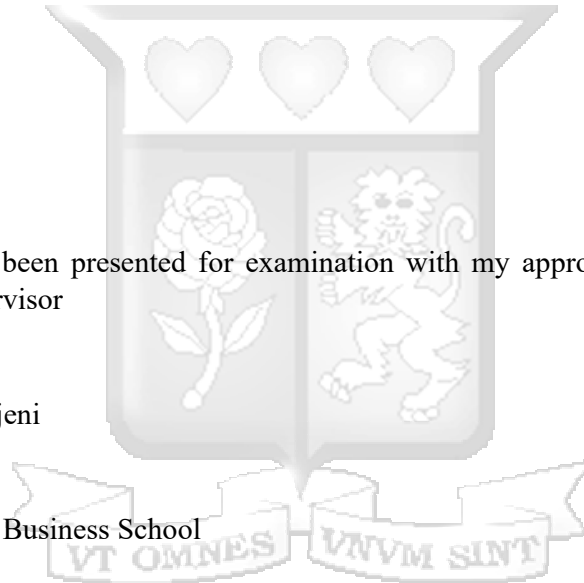 been presented for examination with my appro
rvisor
jeni
Business School
VT OMNES VNVM SINT